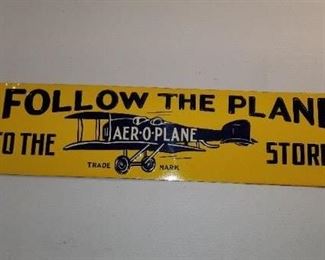 FOLLOW THE PLANE
TO THE AER-O-PLANE STORE
TRADE MARK